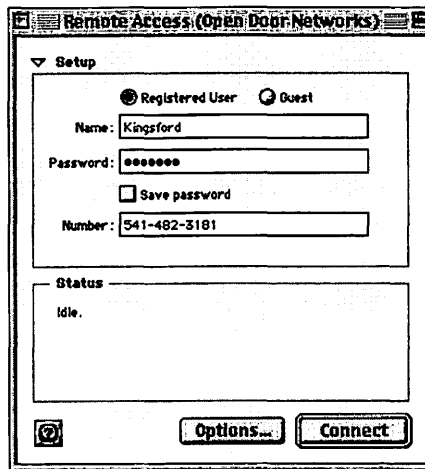 Remote Access (Open Door Networks)
Setup
Registered User Guest
Name: Kingsford
Password: •••••••
Save password
Number: 541-482-3181
Status
Idle.
?
Options... Connect